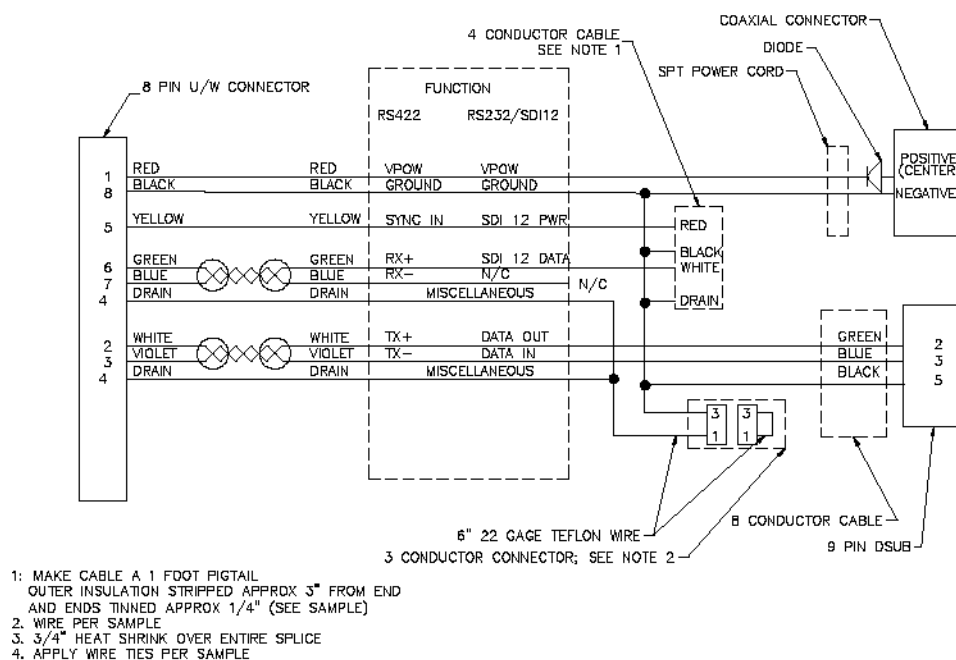 COAXIAL CONNECTOR
4 CONDUCTOR CABLE
SEE NOTE 1
DIODE
SPT POWER CORD
8 PIN U/W CONNECTOR
FUNCTION
RS422 RS232/SDI12
1 RED RED VPOW VPOW
8 BLACK BLACK GROUND GROUND
POSITIVE
(CENTER
NEGATIVE
5 YELLOW YELLOW SYNC IN SDI 12 PWR
RED
BLACK
WHITE
DRAIN
6 GREEN GREEN RX+ SDI 12 DATA
7 BLUE BLUE RX- N/C N/C
4 DRAIN DRAIN MISCELLANEOUS
2 WHITE WHITE TX+ DATA OUT GREEN 2
3 VIOLET VIOLET TX- DATA IN BLUE 3
4 DRAIN DRAIN MISCELLANEOUS BLACK 5
3 3
1 1
6" 22 GAGE TEFLON WIRE
3 CONDUCTOR CONNECTOR; SEE NOTE 2
8 CONDUCTOR CABLE
9 PIN DSUB
1: MAKE CABLE A 1 FOOT PIGTAIL
OUTER INSULATION STRIPPED APPROX 3" FROM END
AND ENDS TINNED APPROX 1/4" (SEE SAMPLE)
2. WIRE PER SAMPLE
3. 3/4" HEAT SHRINK OVER ENTIRE SPLICE
4. APPLY WIRE TIES PER SAMPLE